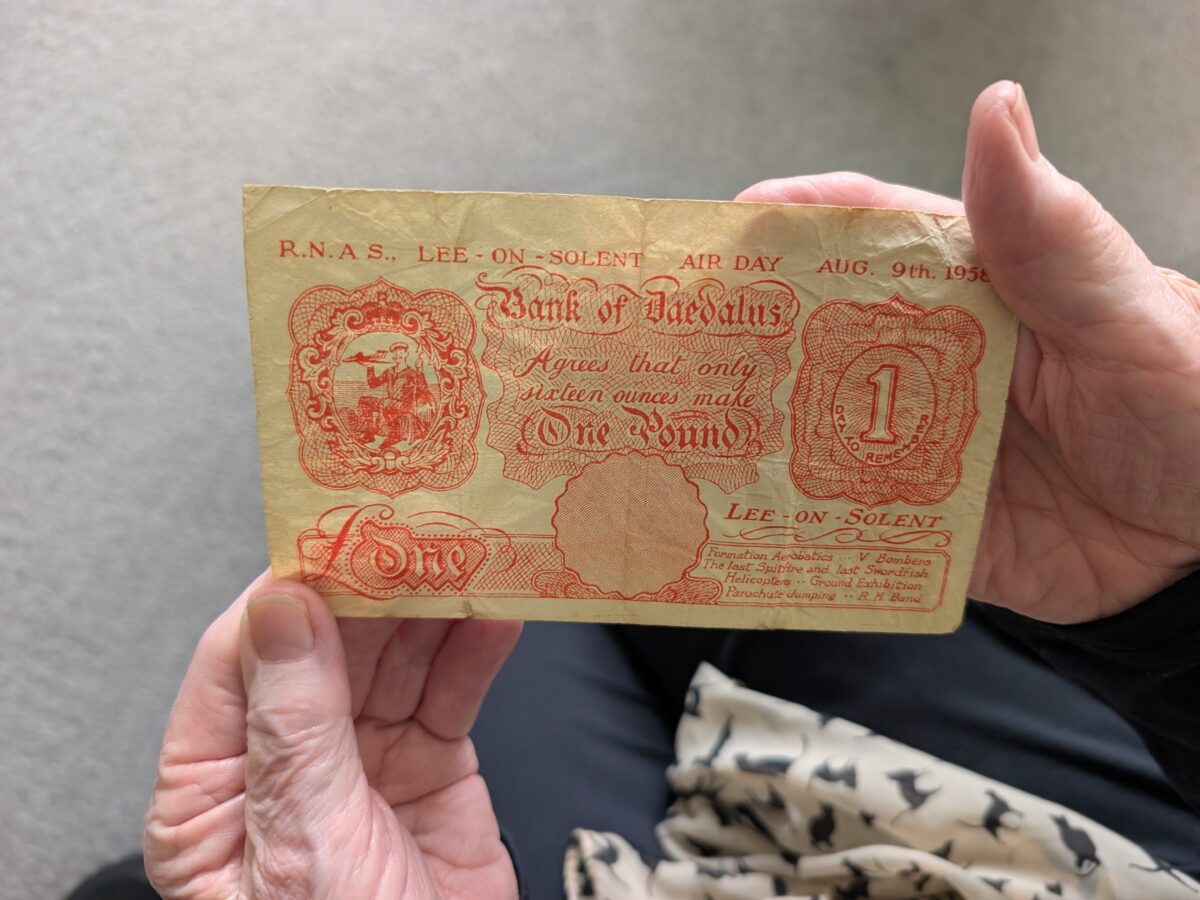 R.N.A S., LEE - ON - SOLENT AIR DAY AUG. 9th. 1958
Bank of Daedalus
Agrees that only
sixteen ounces make
One Pound
1
DAY TO REMEMBER
£ One
LEE - ON - SOLENT
Formation Aerobatics ···· V Bombers
The last Spitfire and last Swordfish
Helicopters ·· Ground Exhibition
Parachute Jumping ·· R.M. Band